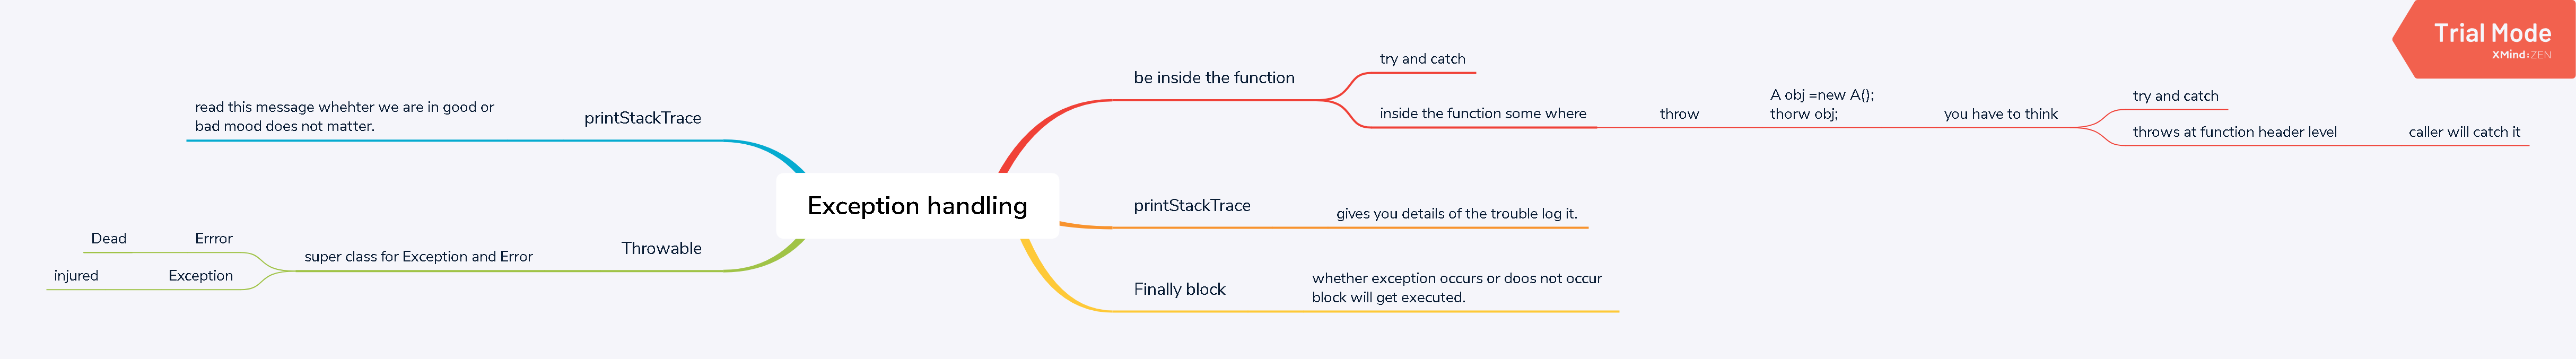 Trial Mode
XMind:ZEN
Exception handling
be inside the function
try and catch
inside the function some where
throw
A obj =new A();
thorw obj;
you have to think
try and catch
throws at function header level
caller will catch it
printStackTrace
gives you details of the trouble log it.
Finally block
whether exception occurs or doos not occur
block will get executed.
printStackTrace
read this message whehter we are in good or
bad mood does not matter.
Throwable
super class for Exception and Error
Errror
Dead
Exception
injured